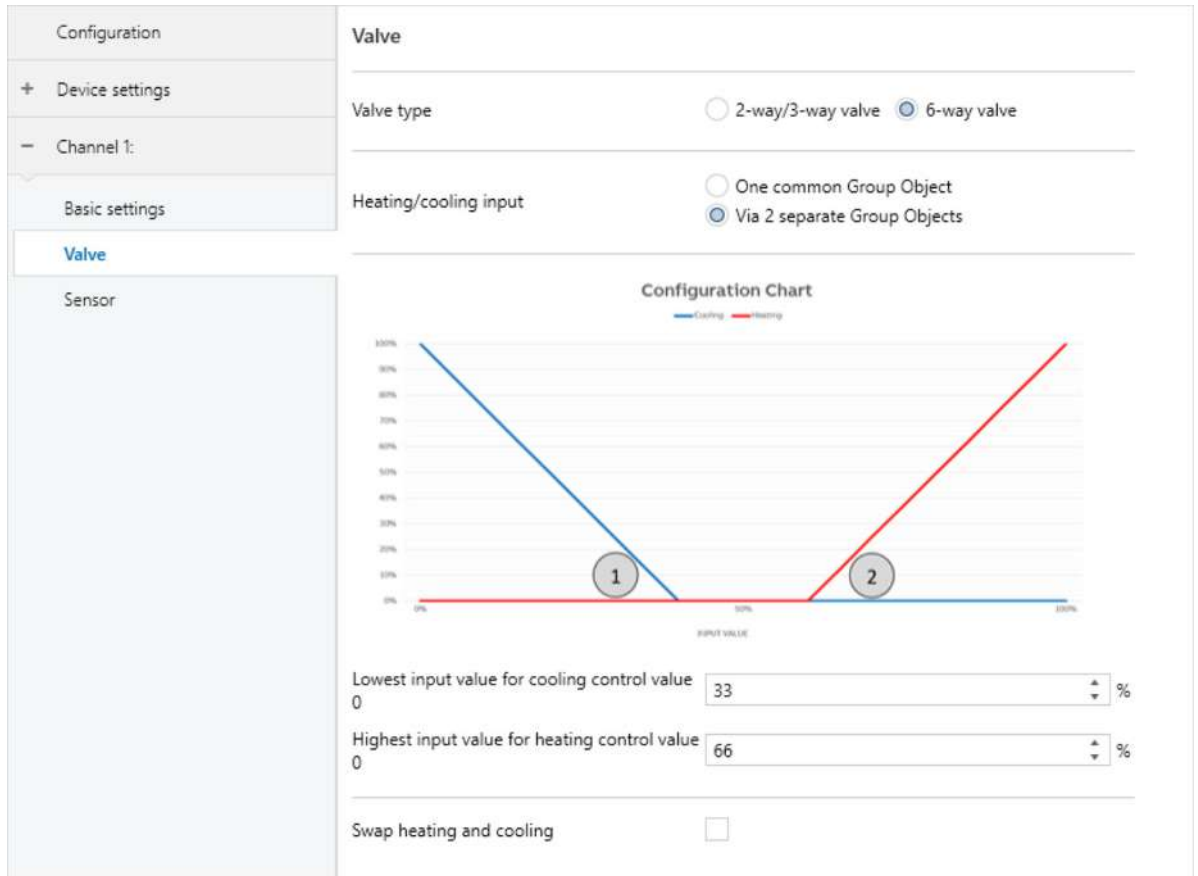 Configuration
+ Device settings
− Channel 1:
Basic settings
Valve
Sensor
Valve
Valve type
2-way/3-way valve
6-way valve
Heating/cooling input
One common Group Object
Via 2 separate Group Objects
Configuration Chart
Cooling Heating
100%
90%
80%
70%
60%
50%
40%
30%
20%
10%
0%
1
2
0% 50% 100%
INPUT VALUE
Lowest input value for cooling control value
0
33 %
Highest input value for heating control value
0
66 %
Swap heating and cooling